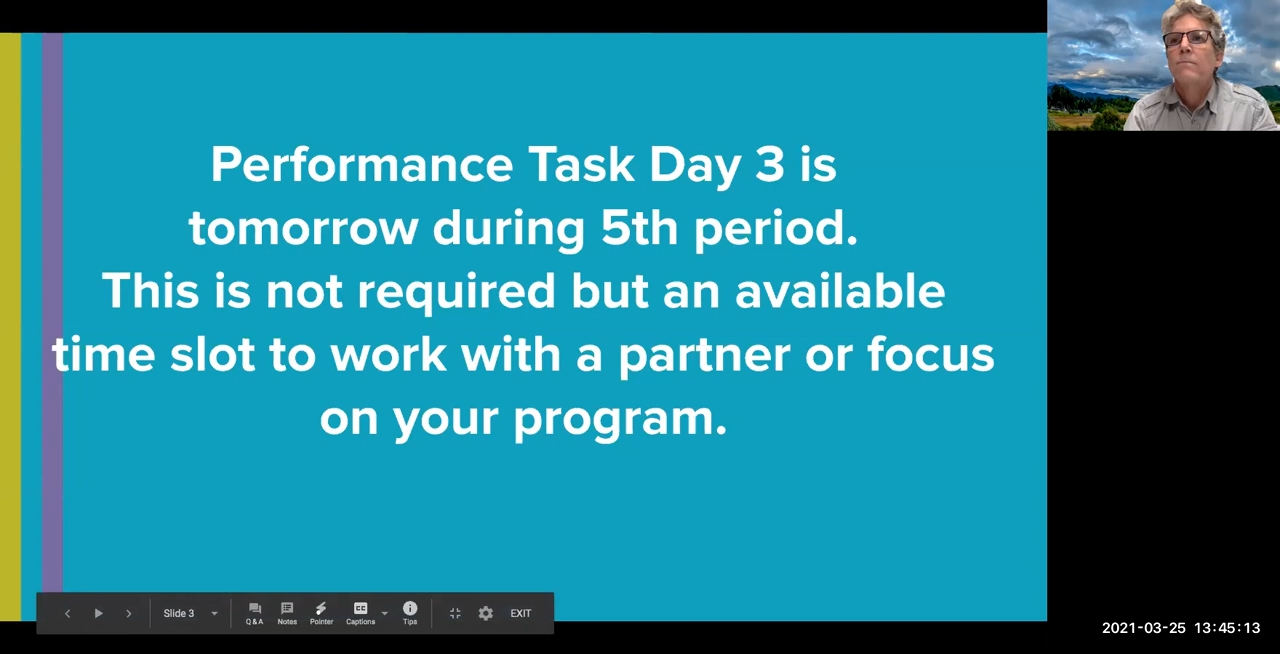 Performance Task Day 3 is
tomorrow during 5th period.
This is not required but an available
time slot to work with a partner or focus
on your program.
Slide 3
Q & A
Notes
Pointer
CC
Captions
Tips
EXIT
2021-03-25 13:45:13